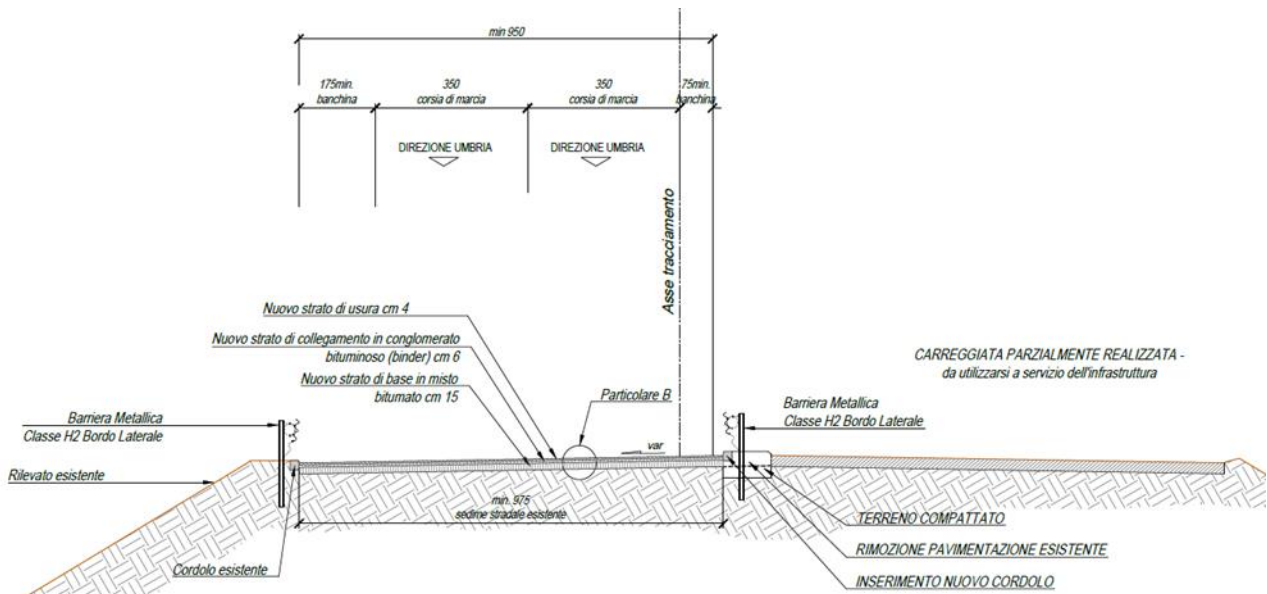 min 950
175min.
banchina
350
corsia di marcia
350
corsia di marcia
75min.
banchina
DIREZIONE UMBRIA
DIREZIONE UMBRIA
Asse tracciamento
Nuovo strato di usura cm 4
Nuovo strato di collegamento in conglomerato
bituminoso (binder) cm 6
Nuovo strato di base in misto
bitumato cm 15
Particolare B
CARREGGIATA PARZIALMENTE REALIZZATA -
da utilizzarsi a servizio dell'infrastruttura
Barriera Metallica
Classe H2 Bordo Laterale
Barriera Metallica
Classe H2 Bordo Laterale
var
Rilevato esistente
min. 975
sedime stradale esistente
Cordolo esistente
TERRENO COMPATTATO
RIMOZIONE PAVIMENTAZIONE ESISTENTE
INSERIMENTO NUOVO CORDOLO